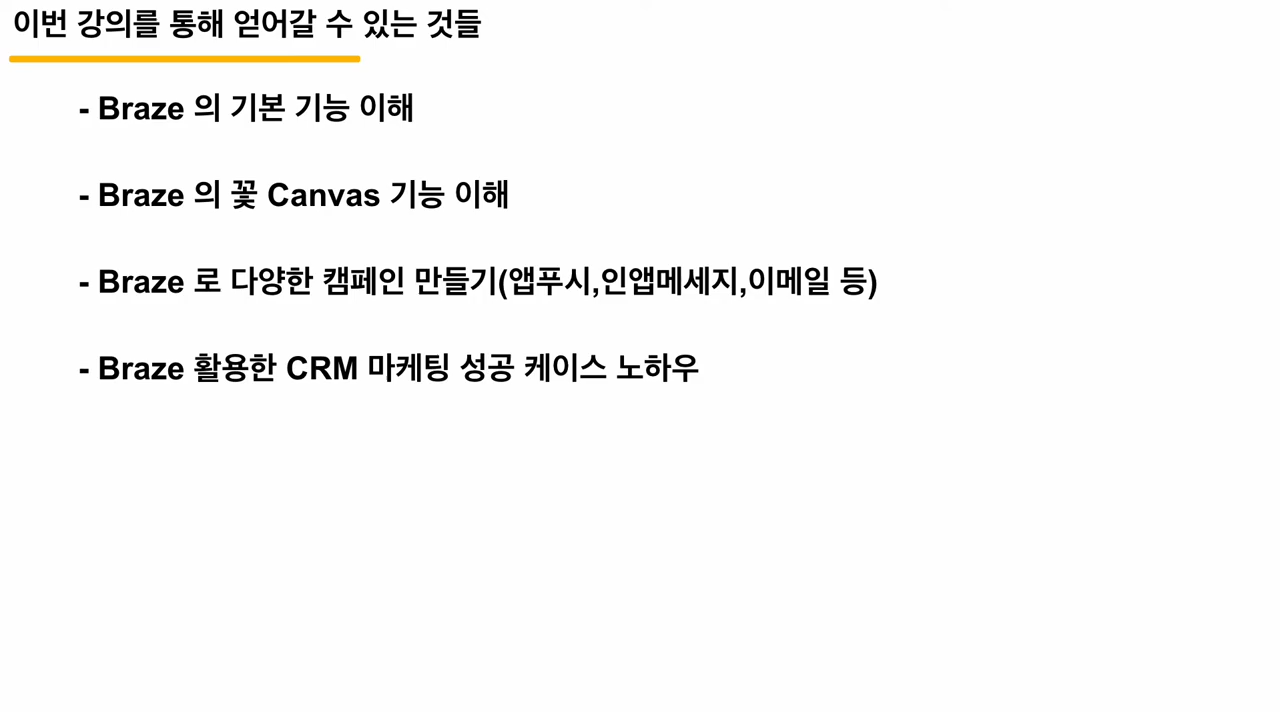 이번 강의를 통해 얻어갈 수 있는 것들
- Braze 의 기본 기능 이해
- Braze 의 꽃 Canvas 기능 이해
- Braze 로 다양한 캠페인 만들기(앱푸시,인앱메세지,이메일 등)
- Braze 활용한 CRM 마케팅 성공 케이스 노하우